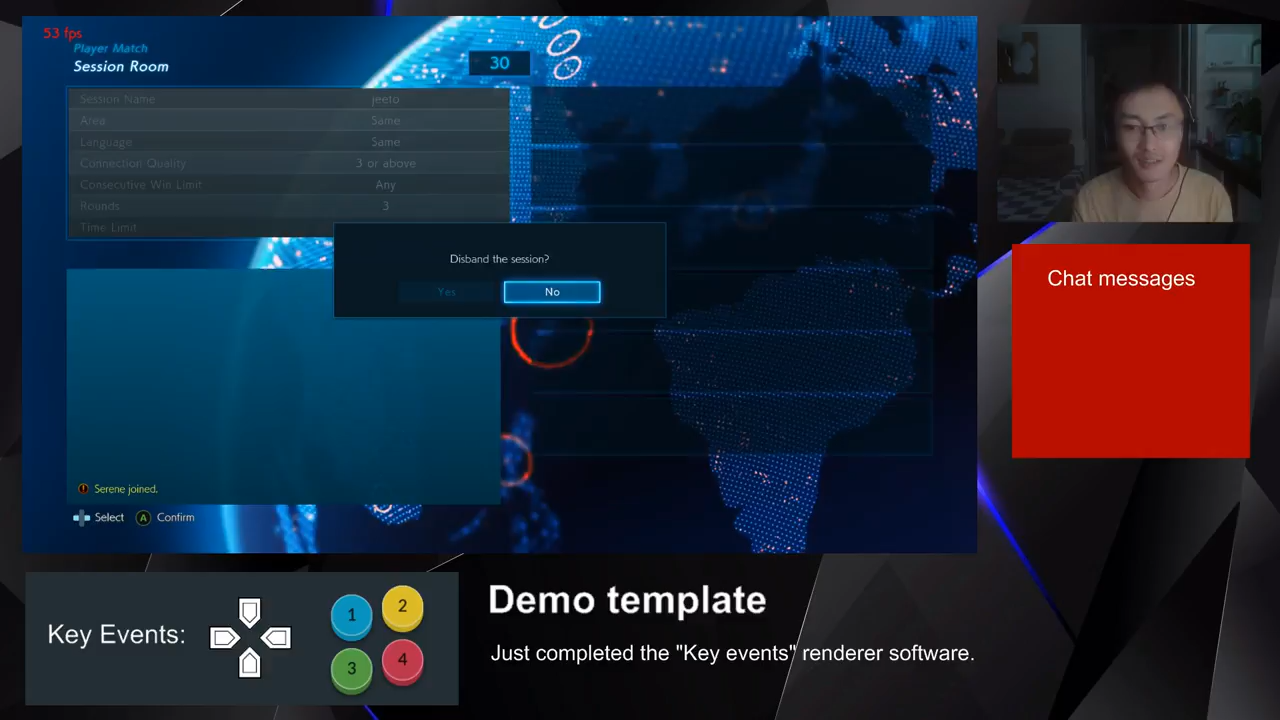 53 fps
Player Match
Session Room
30
Session Name jeeto
Area Same
Language Same
Connection Quality 3 or above
Consecutive Win Limit Any
Rounds 3
Time Limit
Disband the session?
Yes No
Serene joined.
Select A Confirm
Chat messages
Key Events:
1 2
3 4
Demo template
Just completed the "Key events" renderer software.